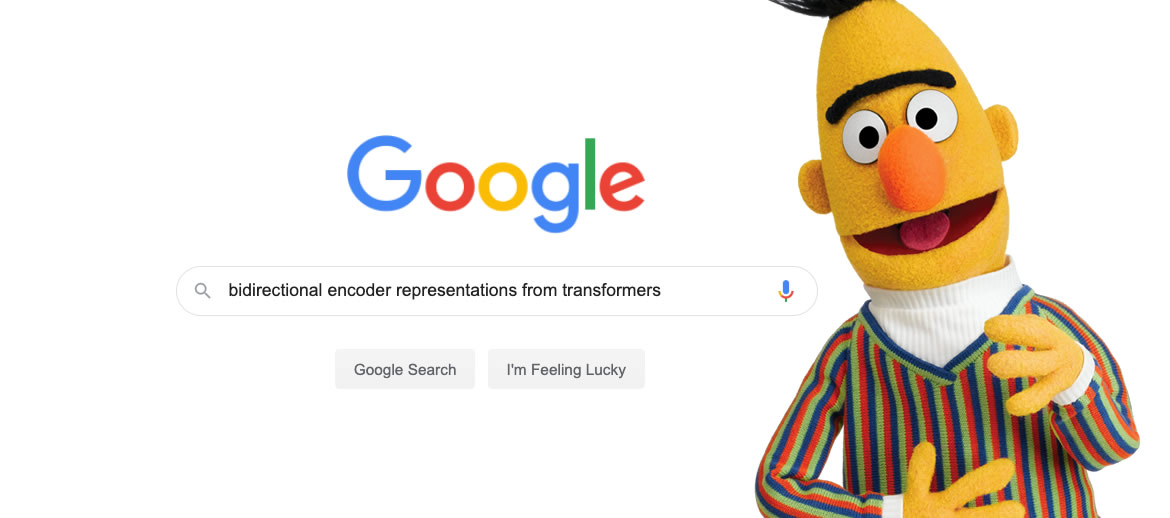 Google
bidirectional encoder representations from transformers
Google Search
I'm Feeling Lucky